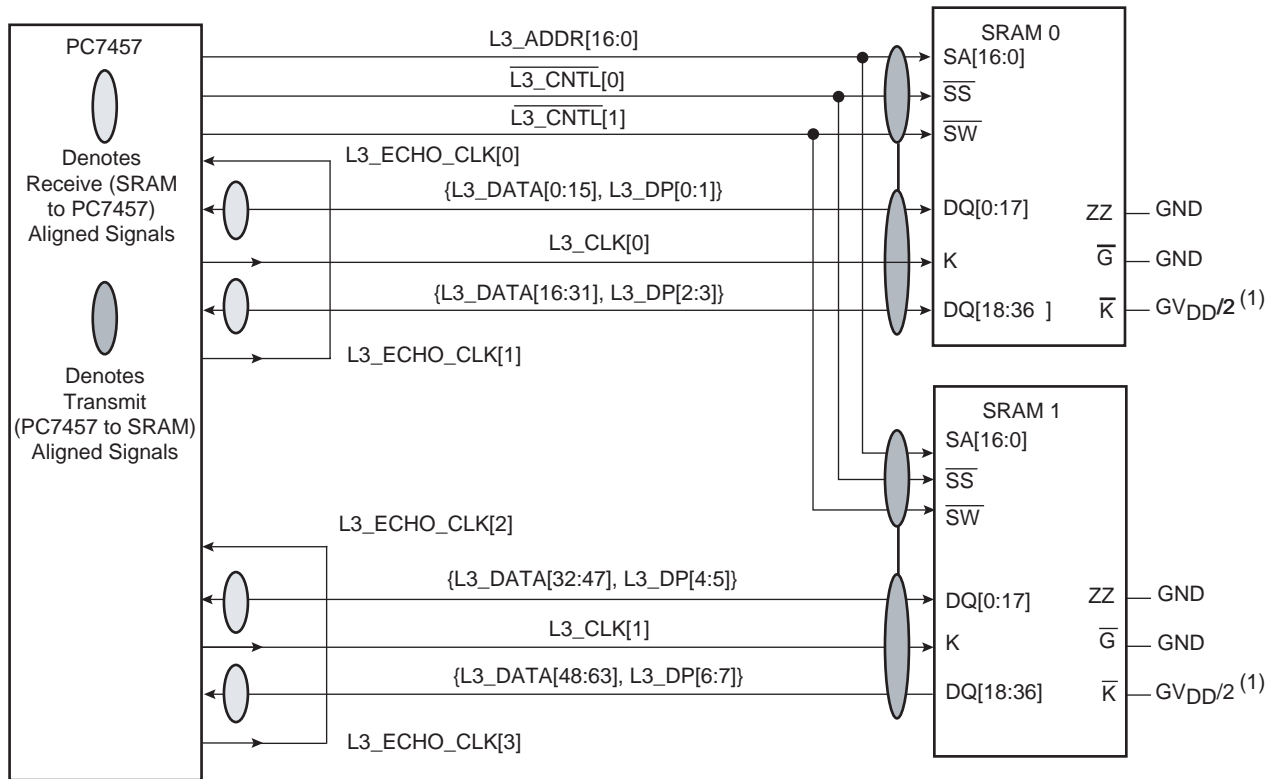 PC7457
Denotes
Receive (SRAM
to PC7457)
Aligned Signals
Denotes
Transmit
(PC7457 to SRAM)
Aligned Signals
L3_ADDR[16:0]
L3_CNTL[0]
L3_CNTL[1]
L3_ECHO_CLK[0]
{L3_DATA[0:15], L3_DP[0:1]}
L3_CLK[0]
{L3_DATA[16:31], L3_DP[2:3]}
L3_ECHO_CLK[1]
SRAM 0
SA[16:0]
SS
SW
DQ[0:17]
ZZ
GND
K
G
GND
DQ[18:36 ]
K
GVDD/2 (1)
L3_ECHO_CLK[2]
{L3_DATA[32:47], L3_DP[4:5]}
L3_CLK[1]
{L3_DATA[48:63], L3_DP[6:7]}
L3_ECHO_CLK[3]
SRAM 1
SA[16:0]
SS
SW
DQ[0:17]
ZZ
GND
K
G
GND
DQ[18:36]
K
GVDD/2 (1)